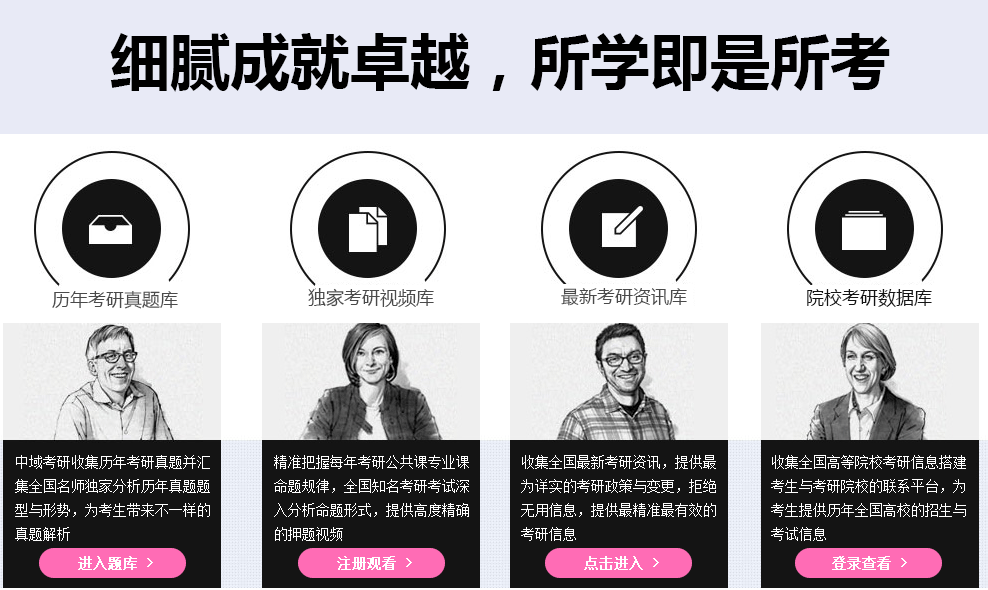 细腻成就卓越，所学即是所考
历年考研真题库
独家考研视频库
最新考研资讯库
院校考研数据库
中域考研收集历年考研真题并汇
集全国名师独家分析历年真题题
型与形势，为考生带来不一样的
真题解析
进入题库 >
精准把握每年考研公共课专业课
命题规律，全国知名考研考试深
入分析命题形式，提供高度精确
的押题视频
注册观看 >
收集全国最新考研资讯，提供最
为详实的考研政策与变更，拒绝
无用信息，提供最精准最有效的
考研信息
点击进入 >
收集全国高等院校考研信息搭建
考生与考研院校的联系平台，为
考生提供历年全国高校的招生与
考试信息
登录查看 >